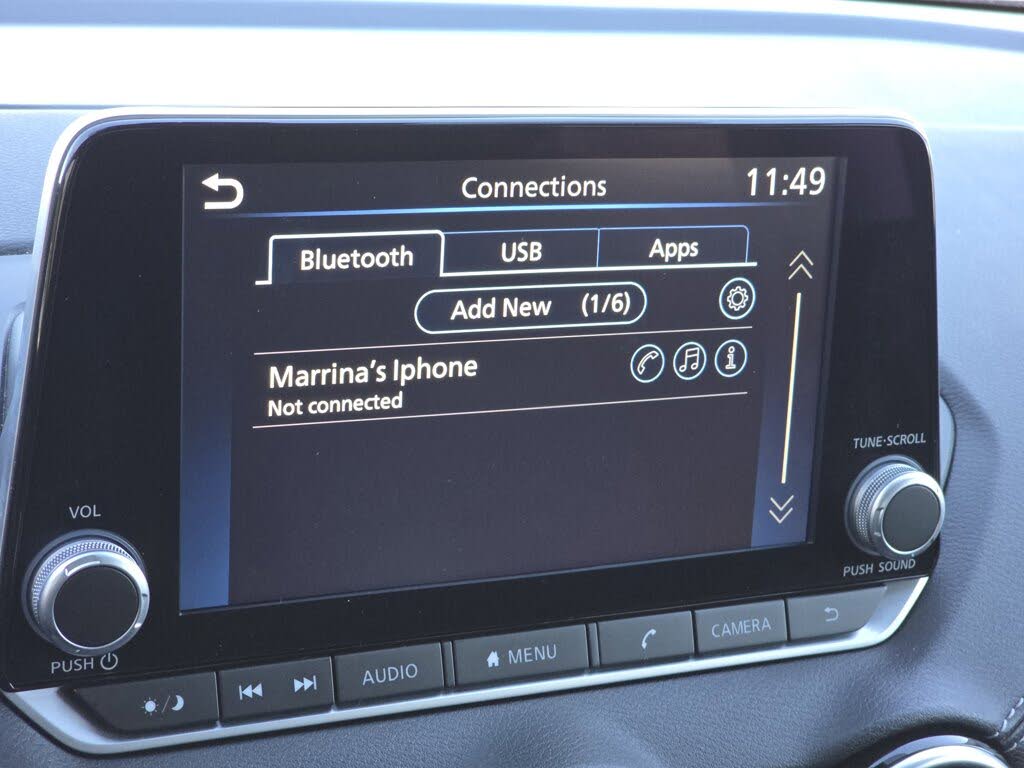 Connections
11:49
Bluetooth
USB
Apps
Add New (1/6)
Marrina's Iphone
Not connected
TUNE·SCROLL
VOL
PUSH SOUND
PUSH
AUDIO
MENU
CAMERA